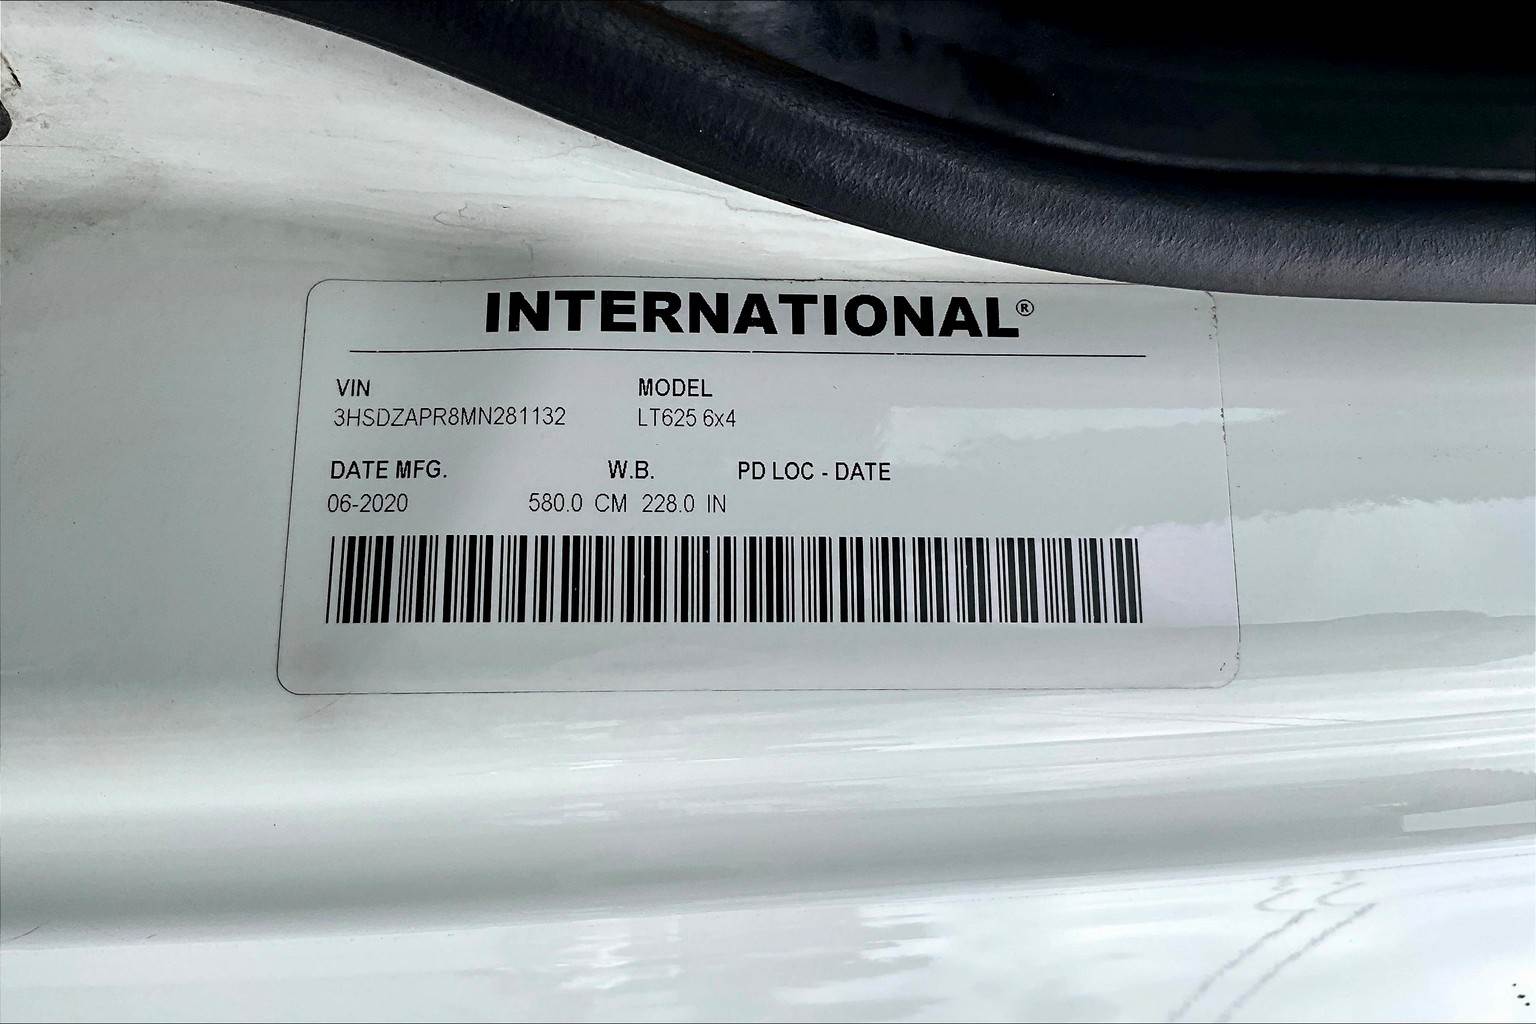 INTERNATIONAL®
VIN MODEL
3HSDZAPR8MN281132 LT625 6x4
DATE MFG. W.B. PD LOC - DATE
06-2020 580.0 CM 228.0 IN